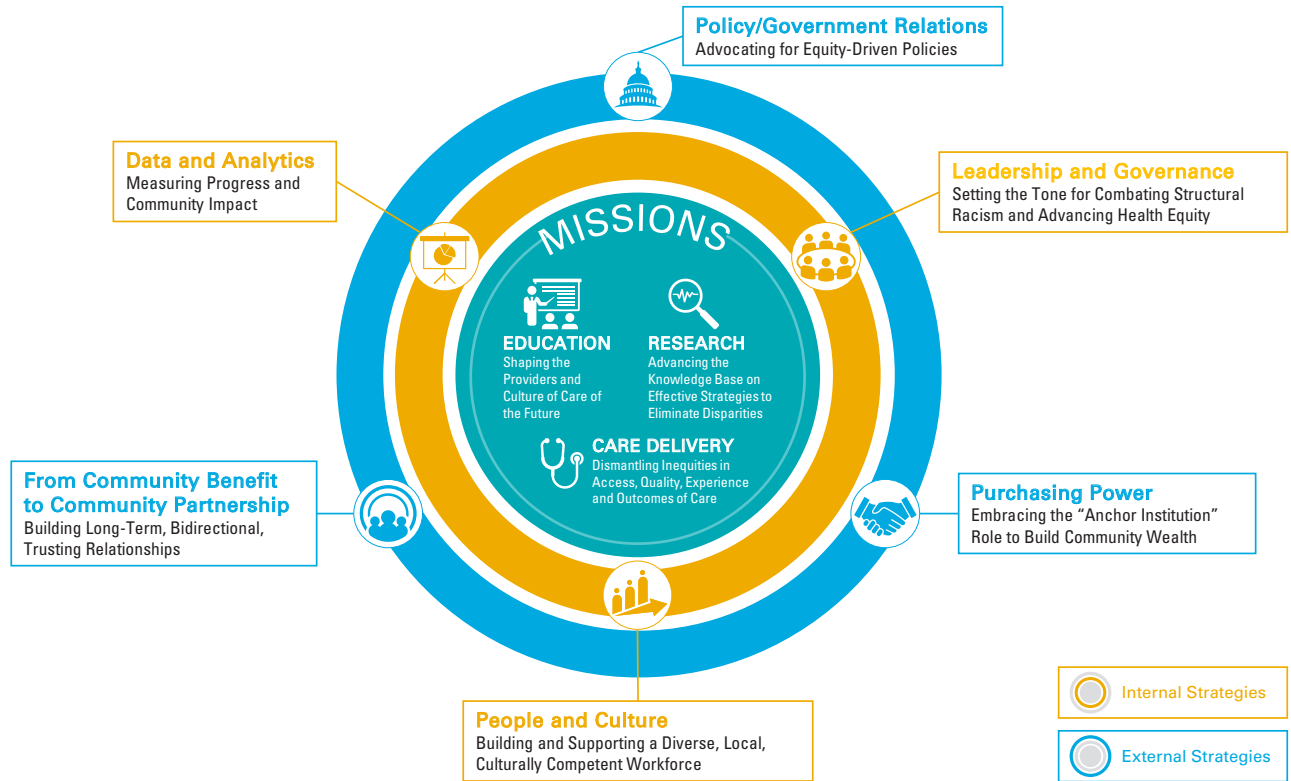 Policy/Government Relations
Advocating for Equity-Driven Policies
Data and Analytics
Measuring Progress and
Community Impact
Leadership and Governance
Setting the Tone for Combating Structural
Racism and Advancing Health Equity
MISSIONS
EDUCATION
Shaping the
Providers and
Culture of Care of
the Future
RESEARCH
Advancing the
Knowledge Base on
Effective Strategies to
Eliminate Disparities
CARE DELIVERY
Dismantling Inequities in
Access, Quality, Experience
and Outcomes of Care
From Community Benefit
to Community Partnership
Building Long-Term, Bidirectional,
Trusting Relationships
Purchasing Power
Embracing the “Anchor Institution”
Role to Build Community Wealth
People and Culture
Building and Supporting a Diverse, Local,
Culturally Competent Workforce
Internal Strategies
External Strategies